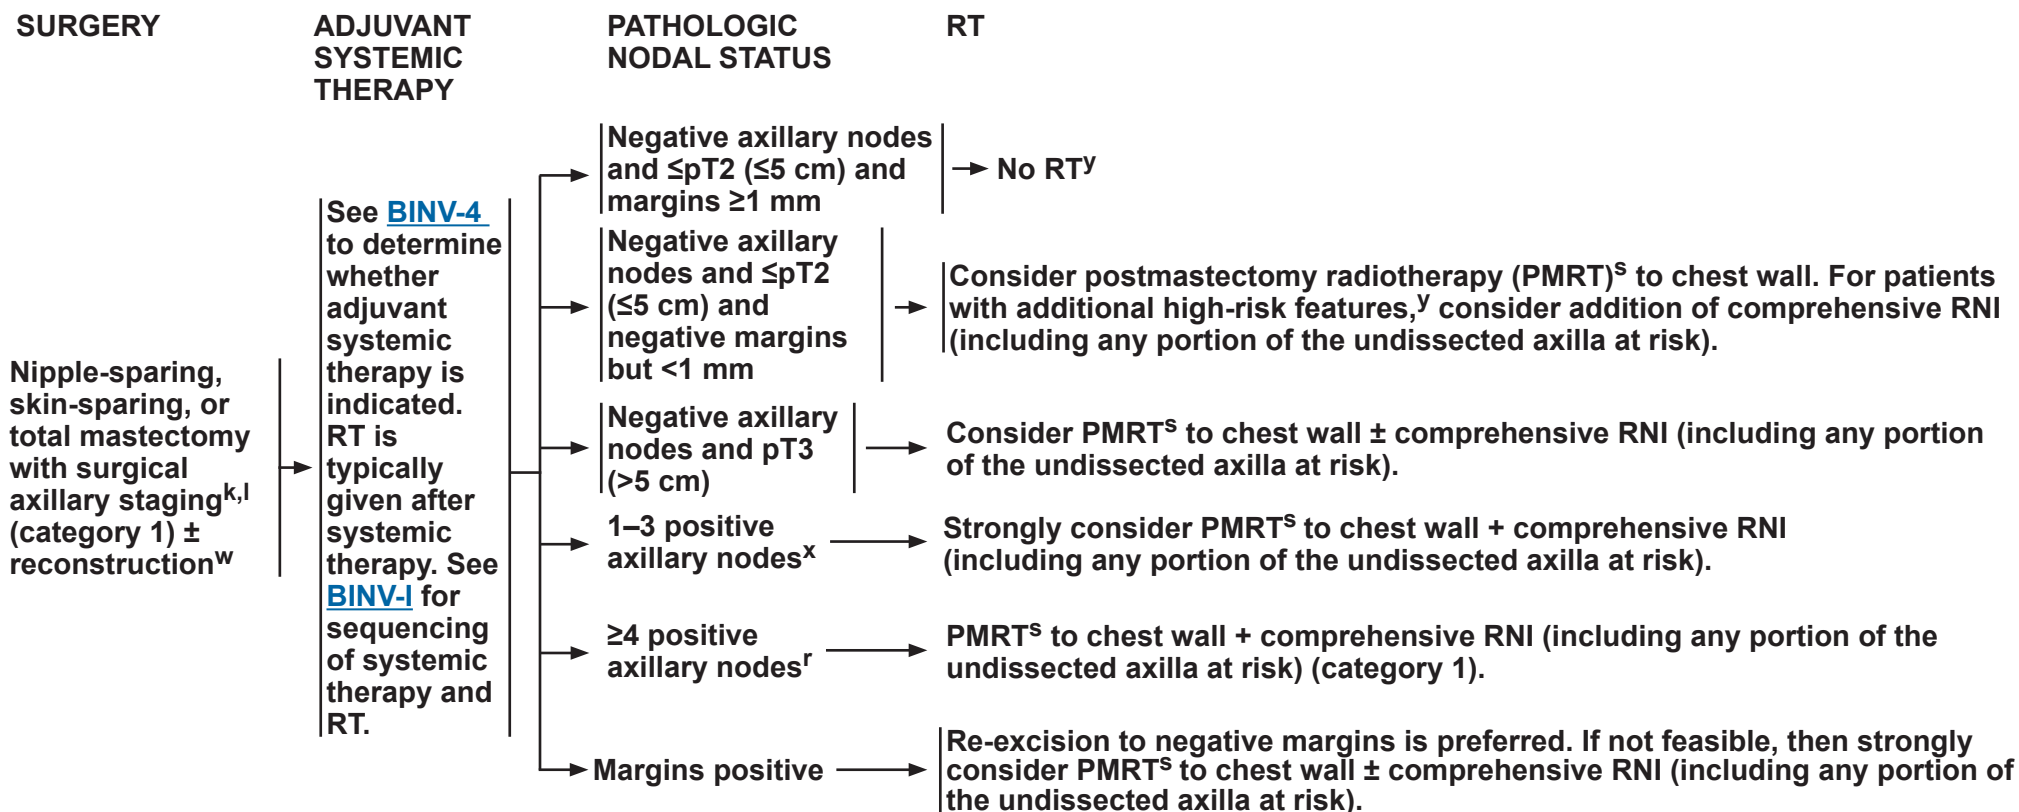 SURGERY
ADJUVANT
SYSTEMIC
THERAPY
PATHOLOGIC
NODAL STATUS
RT
Nipple-sparing,
skin-sparing, or
total mastectomy
with surgical
axillary stagingk,l
(category 1) ±
reconstructionw
See BINV-4
to determine
whether
adjuvant
systemic
therapy is
indicated.
RT is
typically
given after
systemic
therapy. See
BINV-I for
sequencing
of systemic
therapy and
RT.
Negative axillary nodes
and ≤pT2 (≤5 cm) and
margins ≥1 mm
No RTy
Negative axillary
nodes and ≤pT2
(≤5 cm) and
negative margins
but <1 mm
Consider postmastectomy radiotherapy (PMRT)s to chest wall. For patients
with additional high-risk features,y consider addition of comprehensive RNI
(including any portion of the undissected axilla at risk).
Negative axillary
nodes and pT3
(>5 cm)
Consider PMRTs to chest wall ± comprehensive RNI (including any portion
of the undissected axilla at risk).
1–3 positive
axillary nodesx
Strongly consider PMRTs to chest wall + comprehensive RNI
(including any portion of the undissected axilla at risk).
≥4 positive
axillary nodesr
PMRTs to chest wall + comprehensive RNI (including any portion of the
undissected axilla at risk) (category 1).
Margins positive
Re-excision to negative margins is preferred. If not feasible, then strongly
consider PMRTs to chest wall ± comprehensive RNI (including any portion of
the undissected axilla at risk).